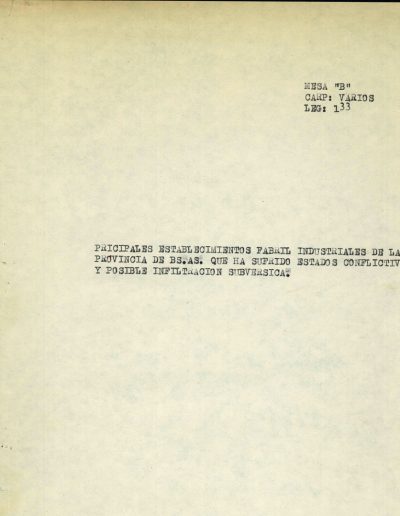 MESA "B"
CARP: VARIOS
LEG: 133
PRICIPALES ESTABLECIMIENTOS FABRIL INDUSTRIALES DE LA
PROVINCIA DE BS.AS. QUE HA SUFRIDO ESTADOS CONFLICTIV
Y POSIBLE INFILTRACION SUBVERSICA.